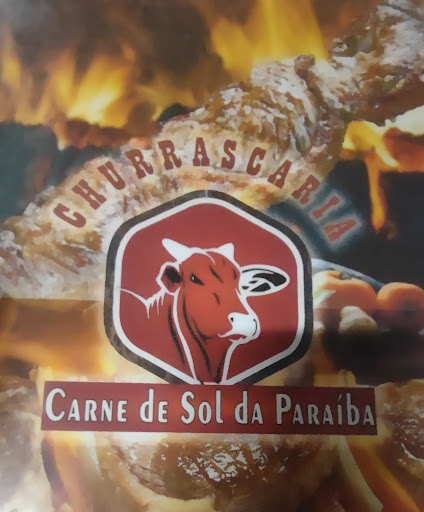 CHURRASCARIA
CARNE DE SOL DA PARAÍBA